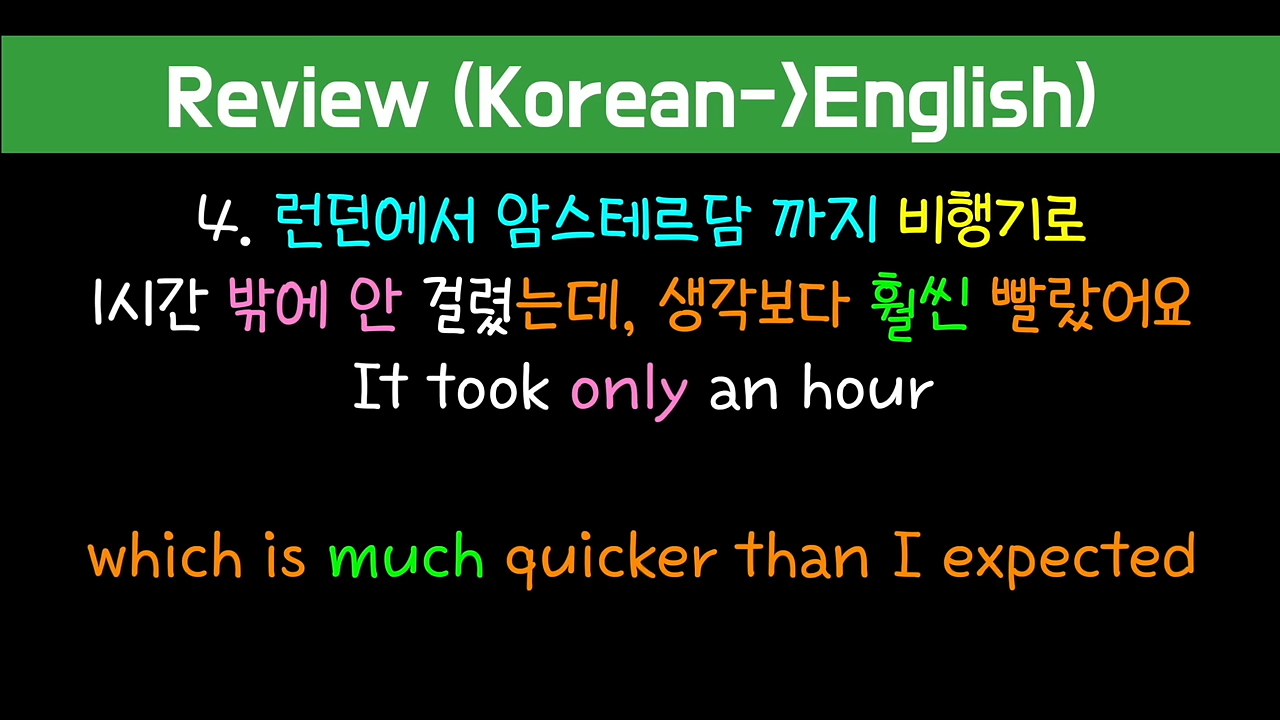 Review (Korean->English)
4. 런던에서 암스테르담 까지 비행기로
1시간 밖에 안 걸렸는데, 생각보다 훨씬 빨랐어요
It took only an hour
which is much quicker than I expected